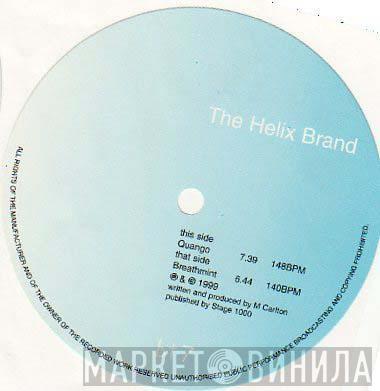 The Helix Brand
this side
Quango 7.39 148BPM
that side
Breathmint 6.44 140BPM
℗ & © 1999
written and produced by M Carlton
published by Stage 1000
ALL RIGHTS OF THE MANUFACTURER AND OF THE OWNER OF THE RECORDED WORK RESERVED UNAUTHORISED PUBLIC PERFORMANCE BROADCASTING AND COPYING PROHIBITED.
МАРКЕТ ВИНИЛА